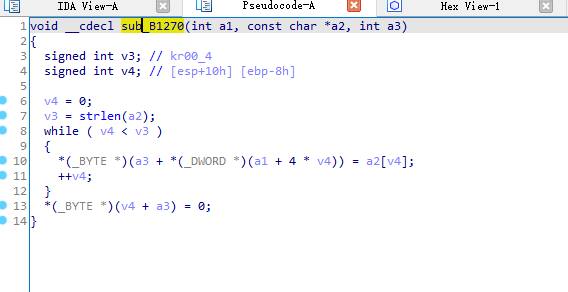 IDA View-A Pseudocode-A Hex View-1
1 void __cdecl sub_B1270(int a1, const char *a2, int a3)
2 {
3 signed int v3; // kr00_4
4 signed int v4; // [esp+10h] [ebp-8h]
5
6 v4 = 0;
7 v3 = strlen(a2);
8 while ( v4 < v3 )
9 {
10 *(_BYTE *)(a3 + *(_DWORD *)(a1 + 4 * v4)) = a2[v4];
11 ++v4;
12 }
13 *(_BYTE *)(v4 + a3) = 0;
14 }